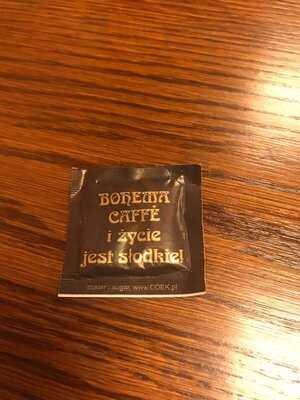 BOHEMA
CAFFÈ
i życie
jest słodkie!
cukier - sugar, www.COEK.pl